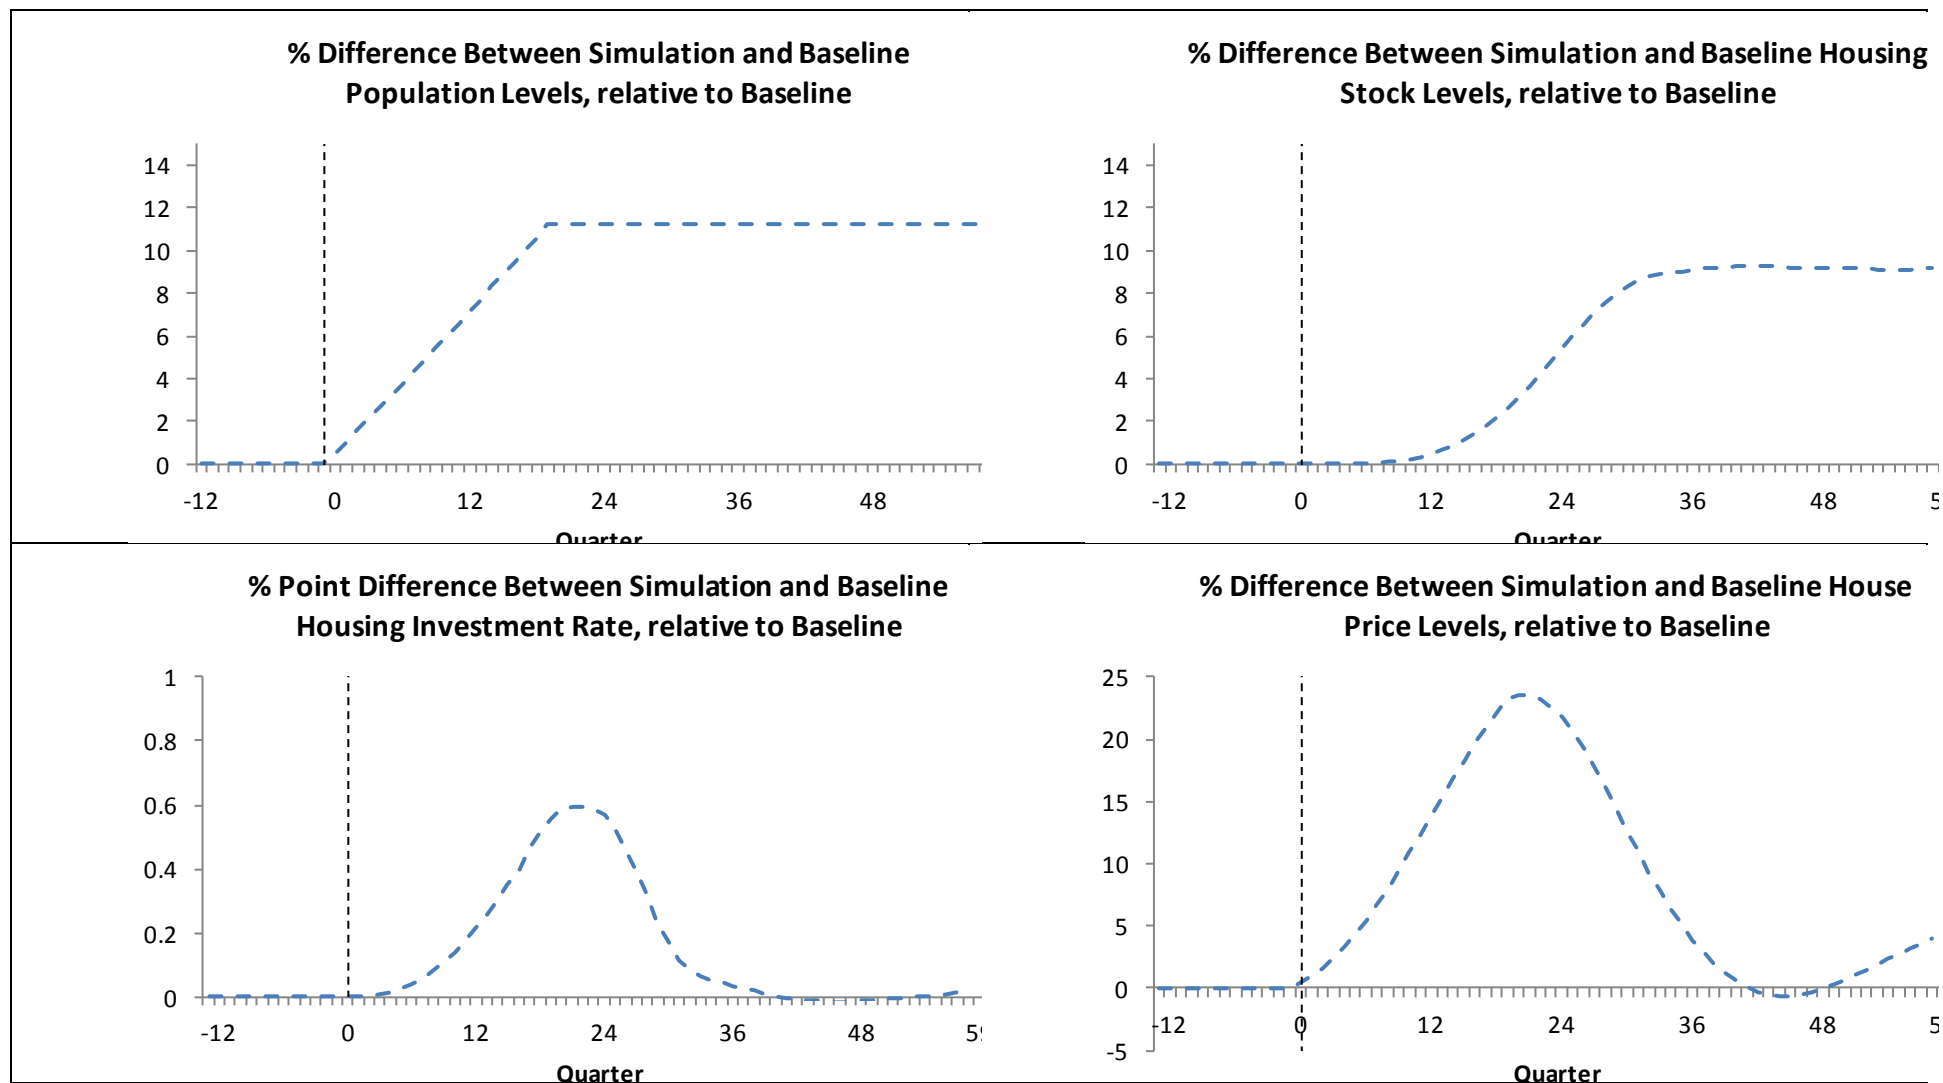 % Difference Between Simulation and Baseline
Population Levels, relative to Baseline
14
12
10
8
6
4
2
0
-12 0 12 24 36 48
Quarter
% Difference Between Simulation and Baseline Housing
Stock Levels, relative to Baseline
14
12
10
8
6
4
2
0
-12 0 12 24 36 48 5
Quarter
% Point Difference Between Simulation and Baseline
Housing Investment Rate, relative to Baseline
1
0.8
0.6
0.4
0.2
0
-12 0 12 24 36 48 59
Quarter
% Difference Between Simulation and Baseline House
Price Levels, relative to Baseline
25
20
15
10
5
0
-5
-12 0 12 24 36 48 5
Quarter